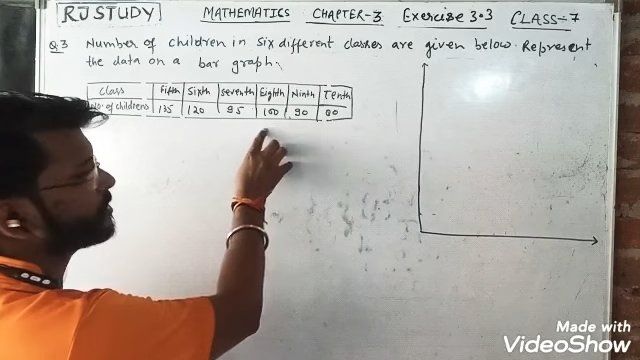 RJ STUDY MATHEMATICS CHAPTER-3 Exercise 3.3 CLASS-7
Q.3 Number of children in six different classes are given below. Represent
the data on a bar graph:
Class Fifth Sixth Seventh Eighth Ninth Tenth
No. of childrens 135 120 95 100 90 80
Made with
VideoShow